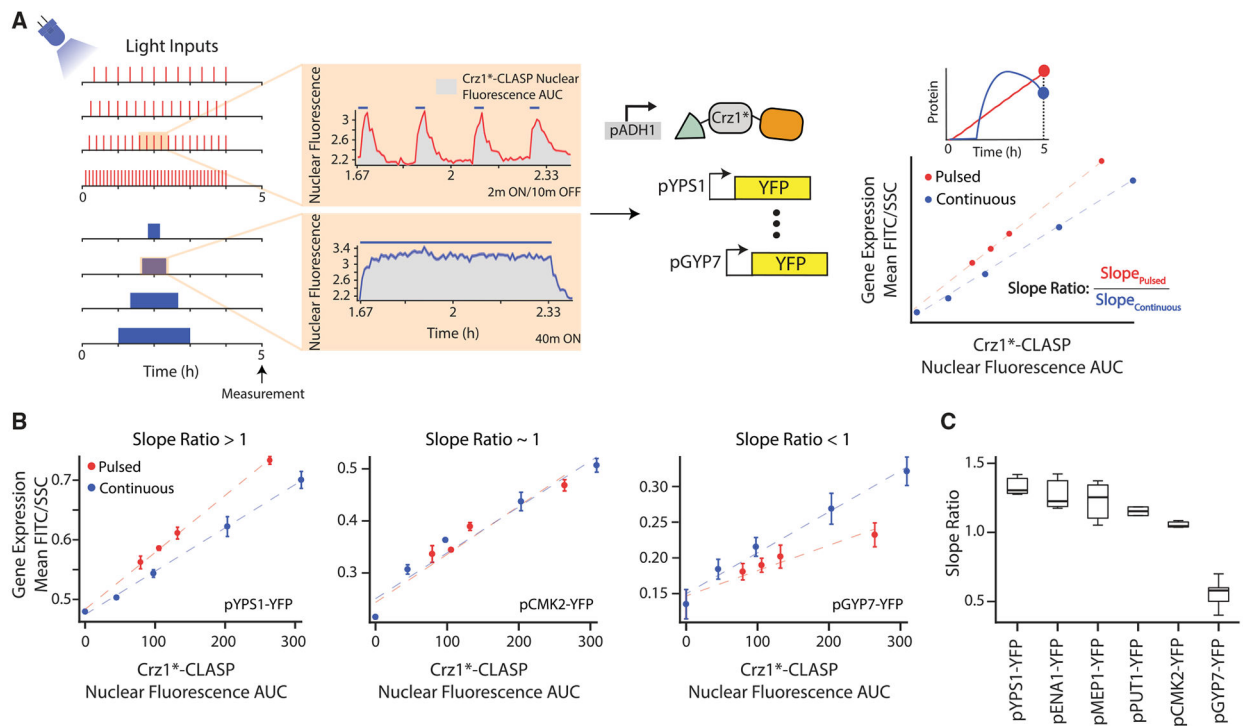 A
Light Inputs
0
5
0
5
Time (h)
Measurement
Nuclear Fluorescence
Crz1*-CLASP Nuclear
Fluorescence AUC
3
2.6
2.2
1.67
2
2.33
2m ON/10m OFF
Nuclear Fluorescence
3.4
3
2.6
2.2
1.67
2
2.33
Time (h)
40m ON
pADH1
Crz1*
pYPS1
YFP
pGYP7
YFP
Protein
0
5
Time (h)
Pulsed
Continuous
Gene Expression
Mean FITC/SSC
Slope Ratio: Slope Pulsed
Slope Continuous
Crz1*-CLASP
Nuclear Fluorescence AUC
B
Slope Ratio > 1
Pulsed
Continuous
Gene Expression
Mean FITC/SSC
0.7
0.6
0.5
pYPS1-YFP
0 100 200 300
Crz1*-CLASP
Nuclear Fluorescence AUC
Slope Ratio ~ 1
0.5
0.4
0.3
pCMK2-YFP
0 100 200 300
Crz1*-CLASP
Nuclear Fluorescence AUC
Slope Ratio < 1
0.30
0.25
0.20
0.15
pGYP7-YFP
0 100 200 300
Crz1*-CLASP
Nuclear Fluorescence AUC
C
Slope Ratio
1.5
1.0
0.5
pYPS1-YFP
pENA1-YFP
pMEP1-YFP
pPUT1-YFP
pCMK2-YFP
pGYP7-YFP